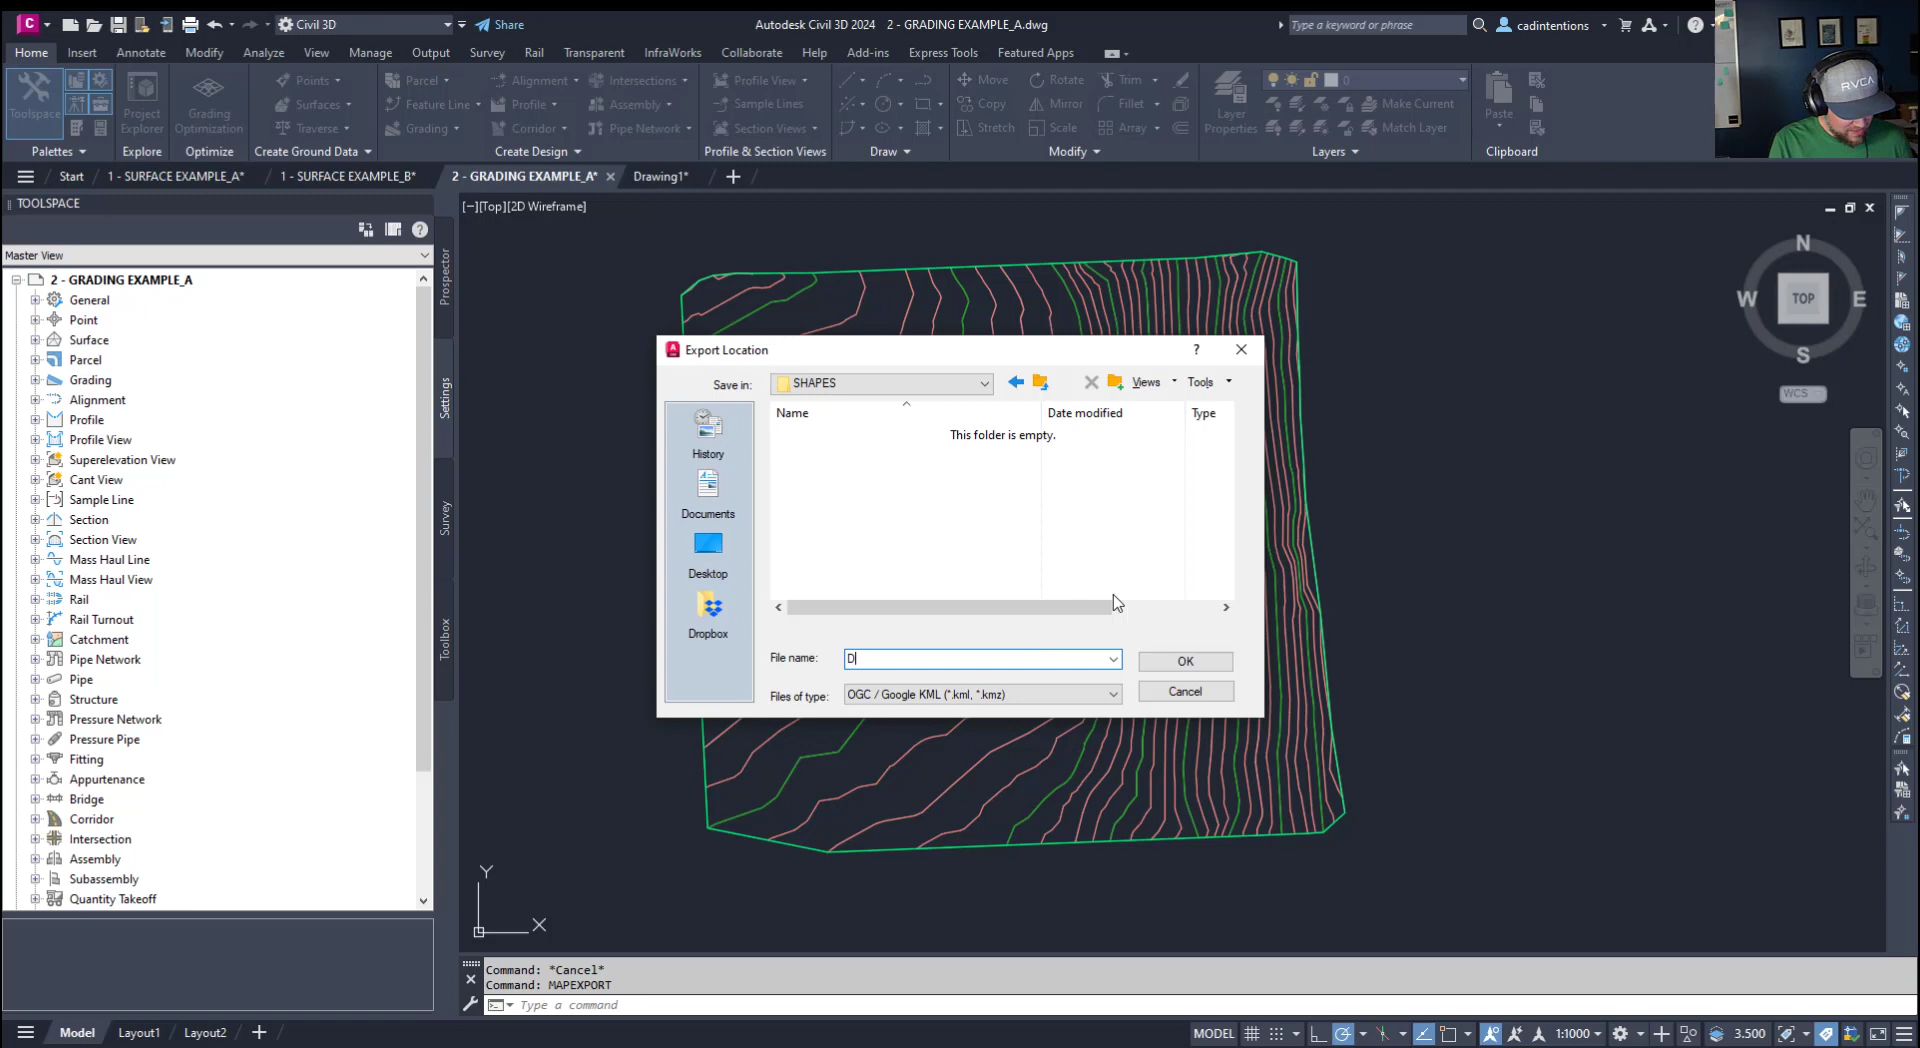 Civil 3D
Share
Autodesk Civil 3D 2024 2 - GRADING EXAMPLE_A.dwg
Type a keyword or phrase
cadintentions
Home Insert Annotate Modify Analyze View Manage Output Survey Rail Transparent InfraWorks Collaborate Help Add-ins Express Tools Featured Apps
Toolspace
Project Explorer
Grading Optimization
Points
Surfaces
Traverse
Parcel
Feature Line
Grading
Alignment
Profile
Corridor
Intersections
Assembly
Pipe Network
Profile View
Sample Lines
Section Views
Move
Copy
Stretch
Rotate
Mirror
Scale
Trim
Fillet
Array
Layer Properties
0
Make Current
Match Layer
Paste
Palettes Explore Optimize Create Ground Data Create Design Profile & Section Views Draw Modify Layers Clipboard
RVCA
Start 1 - SURFACE EXAMPLE_A* 1 - SURFACE EXAMPLE_B* 2 - GRADING EXAMPLE_A* Drawing1*
TOOLSPACE
Master View
2 - GRADING EXAMPLE_A
General
Point
Surface
Parcel
Grading
Alignment
Profile
Profile View
Superelevation View
Cant View
Sample Line
Section
Section View
Mass Haul Line
Mass Haul View
Rail
Rail Turnout
Catchment
Pipe Network
Pipe
Structure
Pressure Network
Pressure Pipe
Fitting
Appurtenance
Bridge
Corridor
Intersection
Assembly
Subassembly
Quantity Takeoff
Prospector
Settings
Survey
Toolbox
[−][Top][2D Wireframe]
N
W TOP E
S
WCS
Export Location
Save in: SHAPES
Views Tools
Name Date modified Type
This folder is empty.
History
Documents
Desktop
Dropbox
File name: D
OK
Files of type: OGC / Google KML (*.kml, *.kmz)
Cancel
Y
X
Command: *Cancel*
Command: MAPEXPORT
Type a command
Model Layout1 Layout2
MODEL 1:1000 3.500